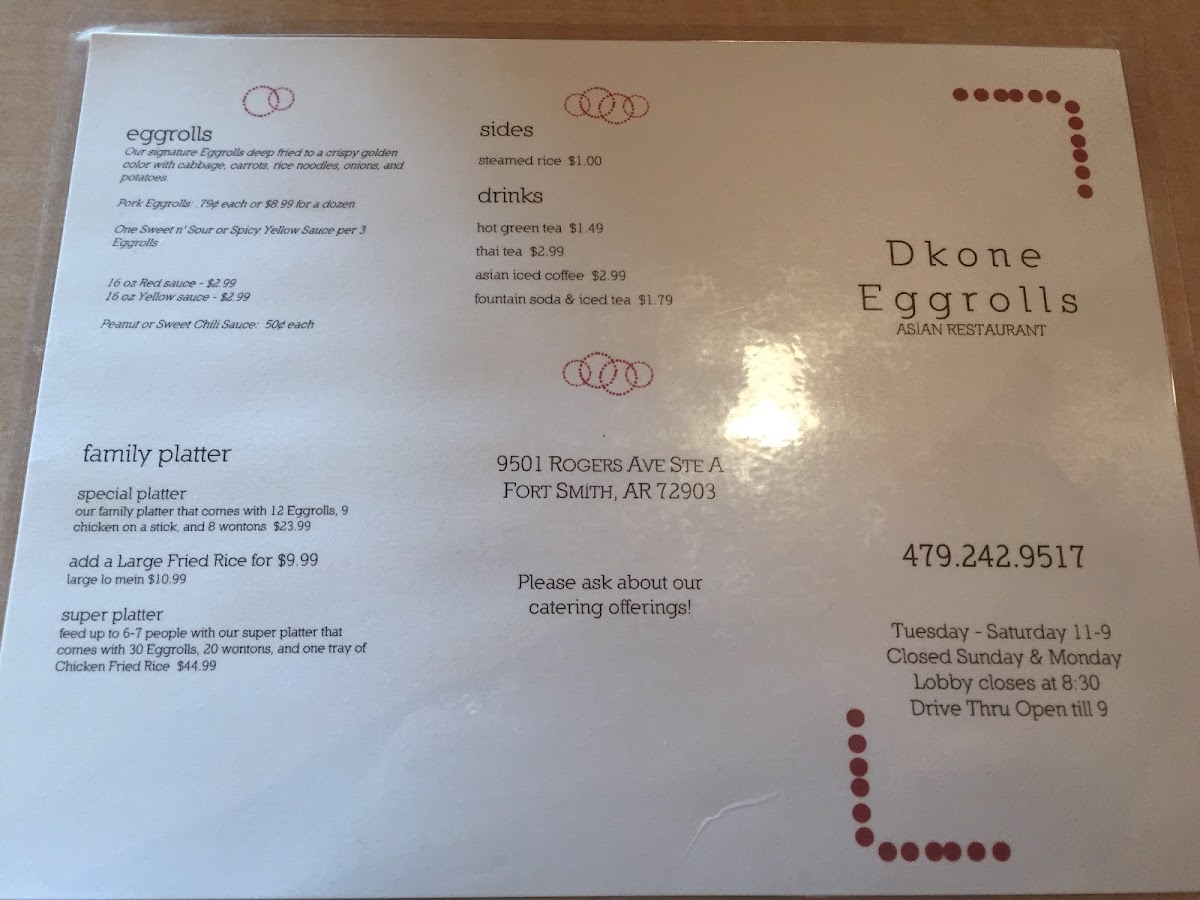 eggrolls
Our signature Eggrolls deep fried to a crispy golden
color with cabbage, carrots, rice noodles, onions, and
potatoes.
Pork Eggrolls: .79¢ each or $8.99 for a dozen
One Sweet n' Sour or Spicy Yellow Sauce per 3
Eggrolls
16 oz Red sauce - $2.99
16 oz Yellow sauce - $2.99
Peanut or Sweet Chili Sauce: 50¢ each
family platter
special platter
our family platter that comes with 12 Eggrolls, 9
chicken on a stick, and 8 wontons $23.99
add a Large Fried Rice for $9.99
large lo mein $10.99
super platter
feed up to 6-7 people with our super platter that
comes with 30 Eggrolls, 20 wontons, and one tray of
Chicken Fried Rice $44.99
sides
steamed rice $1.00
drinks
hot green tea $1.49
thai tea $2.99
asian iced coffee $2.99
fountain soda & iced tea $1.79
9501 ROGERS AVE STE A
FORT SMITH, AR 72903
Please ask about our
catering offerings!
Dkone
Eggrolls
ASIAN RESTAURANT
479.242.9517
Tuesday - Saturday 11-9
Closed Sunday & Monday
Lobby closes at 8:30
Drive Thru Open till 9